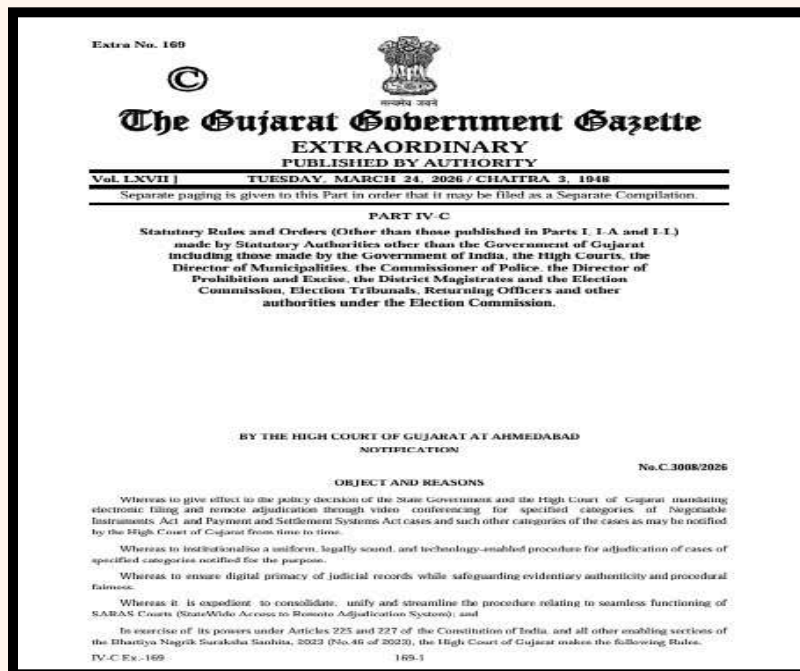 Extra No. 169
©
सत्यमेव जयते
The Gujarat Government Gazette
EXTRAORDINARY
PUBLISHED BY AUTHORITY
Vol. LXVII ] TUESDAY, MARCH 24, 2026 / CHAITRA 3, 1948
Separate paging is given to this Part in order that it may be filed as a Separate Compilation.
PART IV-C
Statutory Rules and Orders (Other than those published in Parts I, I-A and I-L)
made by Statutory Authorities other than the Government of Gujarat
including those made by the Government of India, the High Courts, the
Director of Municipalities, the Commissioner of Police, the Director of
Prohibition and Excise, the District Magistrates and the Election
Commission, Election Tribunals, Returning Officers and other
authorities under the Election Commission.
BY THE HIGH COURT OF GUJARAT AT AHMEDABAD
NOTIFICATION
No.C.3008/2026
OBJECT AND REASONS
Whereas to give effect to the policy decision of the State Government and the High Court of Gujarat mandating
electronic filing and remote adjudication through video conferencing for specified categories of Negotiable
Instruments Act and Payment and Settlement Systems Act cases and such other categories of the cases as may be notified
by the High Court of Gujarat from time to time.
Whereas to institutionalise a uniform, legally sound, and technology-enabled procedure for adjudication of cases of
specified categories notified for the purpose.
Whereas to ensure digital primacy of judicial records while safeguarding evidentiary authenticity and procedural
fairness.
Whereas it is expedient to consolidate, unify and streamline the procedure relating to seamless functioning of
SARAS Courts (StateWide Access to Remote Adjudication System); and
In exercise of its powers under Articles 225 and 227 of the Constitution of India, and all other enabling sections of
the Bhartiya Nagrik Suraksha Sanhita, 2023 (No.46 of 2023), the High Court of Gujarat makes the following Rules.
IV-C Ex.-169 169-1